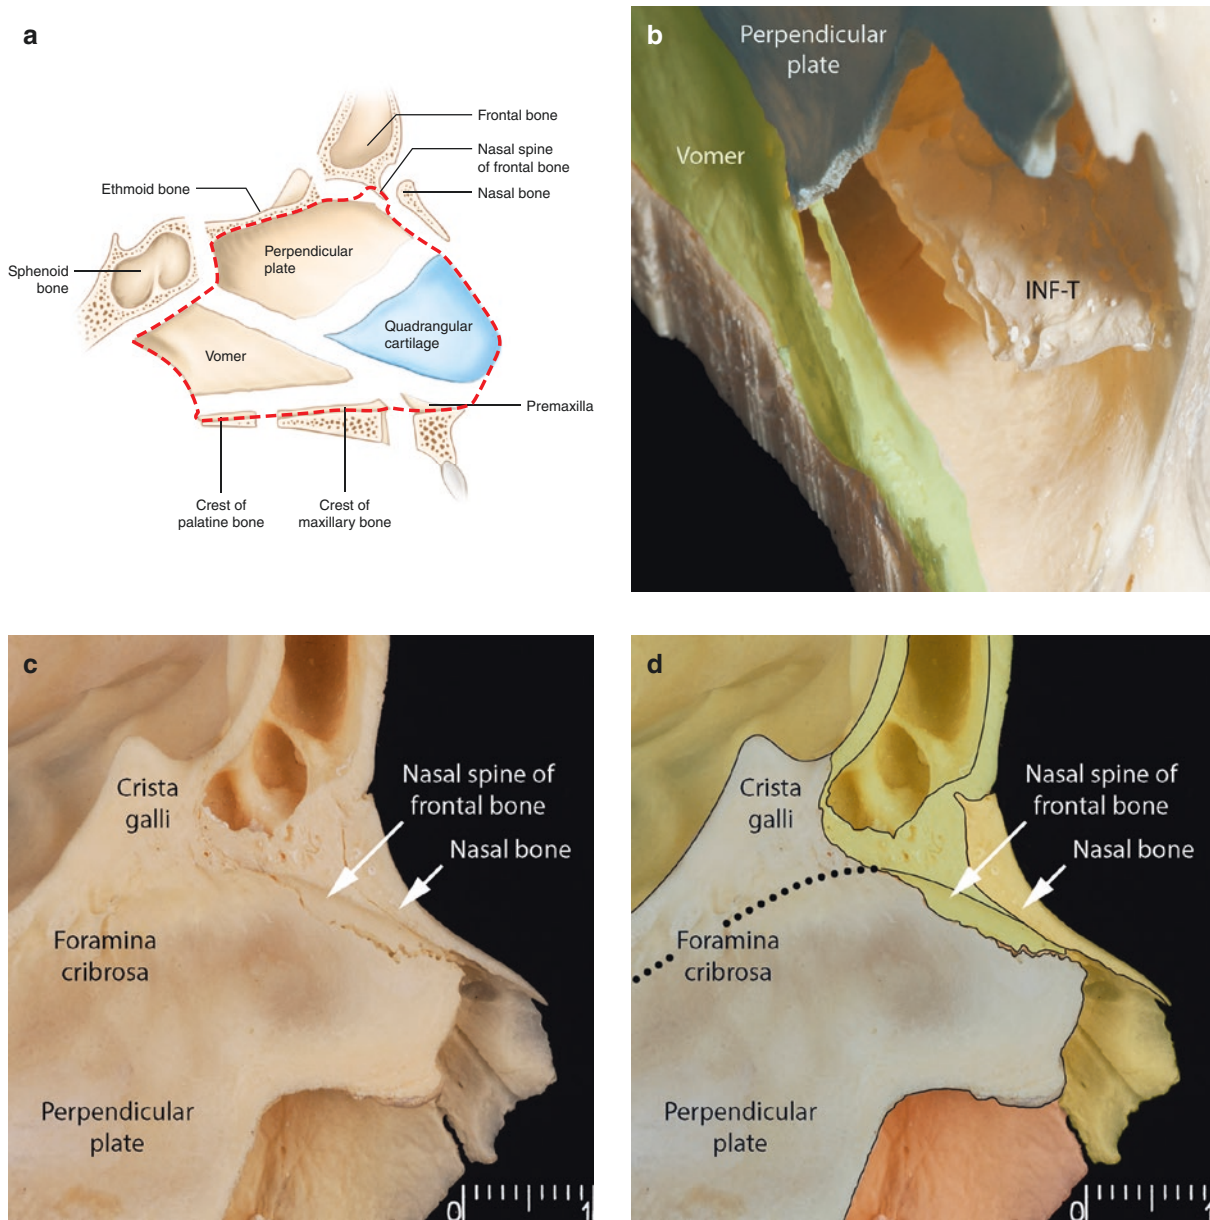 a
Frontal bone
Nasal spine
of frontal bone
Nasal bone
Ethmoid bone
Perpendicular
plate
Sphenoid
bone
Quadrangular
cartilage
Vomer
Premaxilla
Crest of
palatine bone
Crest of
maxillary bone
b
Perpendicular
plate
Vomer
INF-T
c
Crista
galli
Nasal spine of
frontal bone
Nasal bone
Foramina
cribrosa
Perpendicular
plate
0 1
d
Crista
galli
Nasal spine of
frontal bone
Nasal bone
Foramina
cribrosa
Perpendicular
plate
0 1